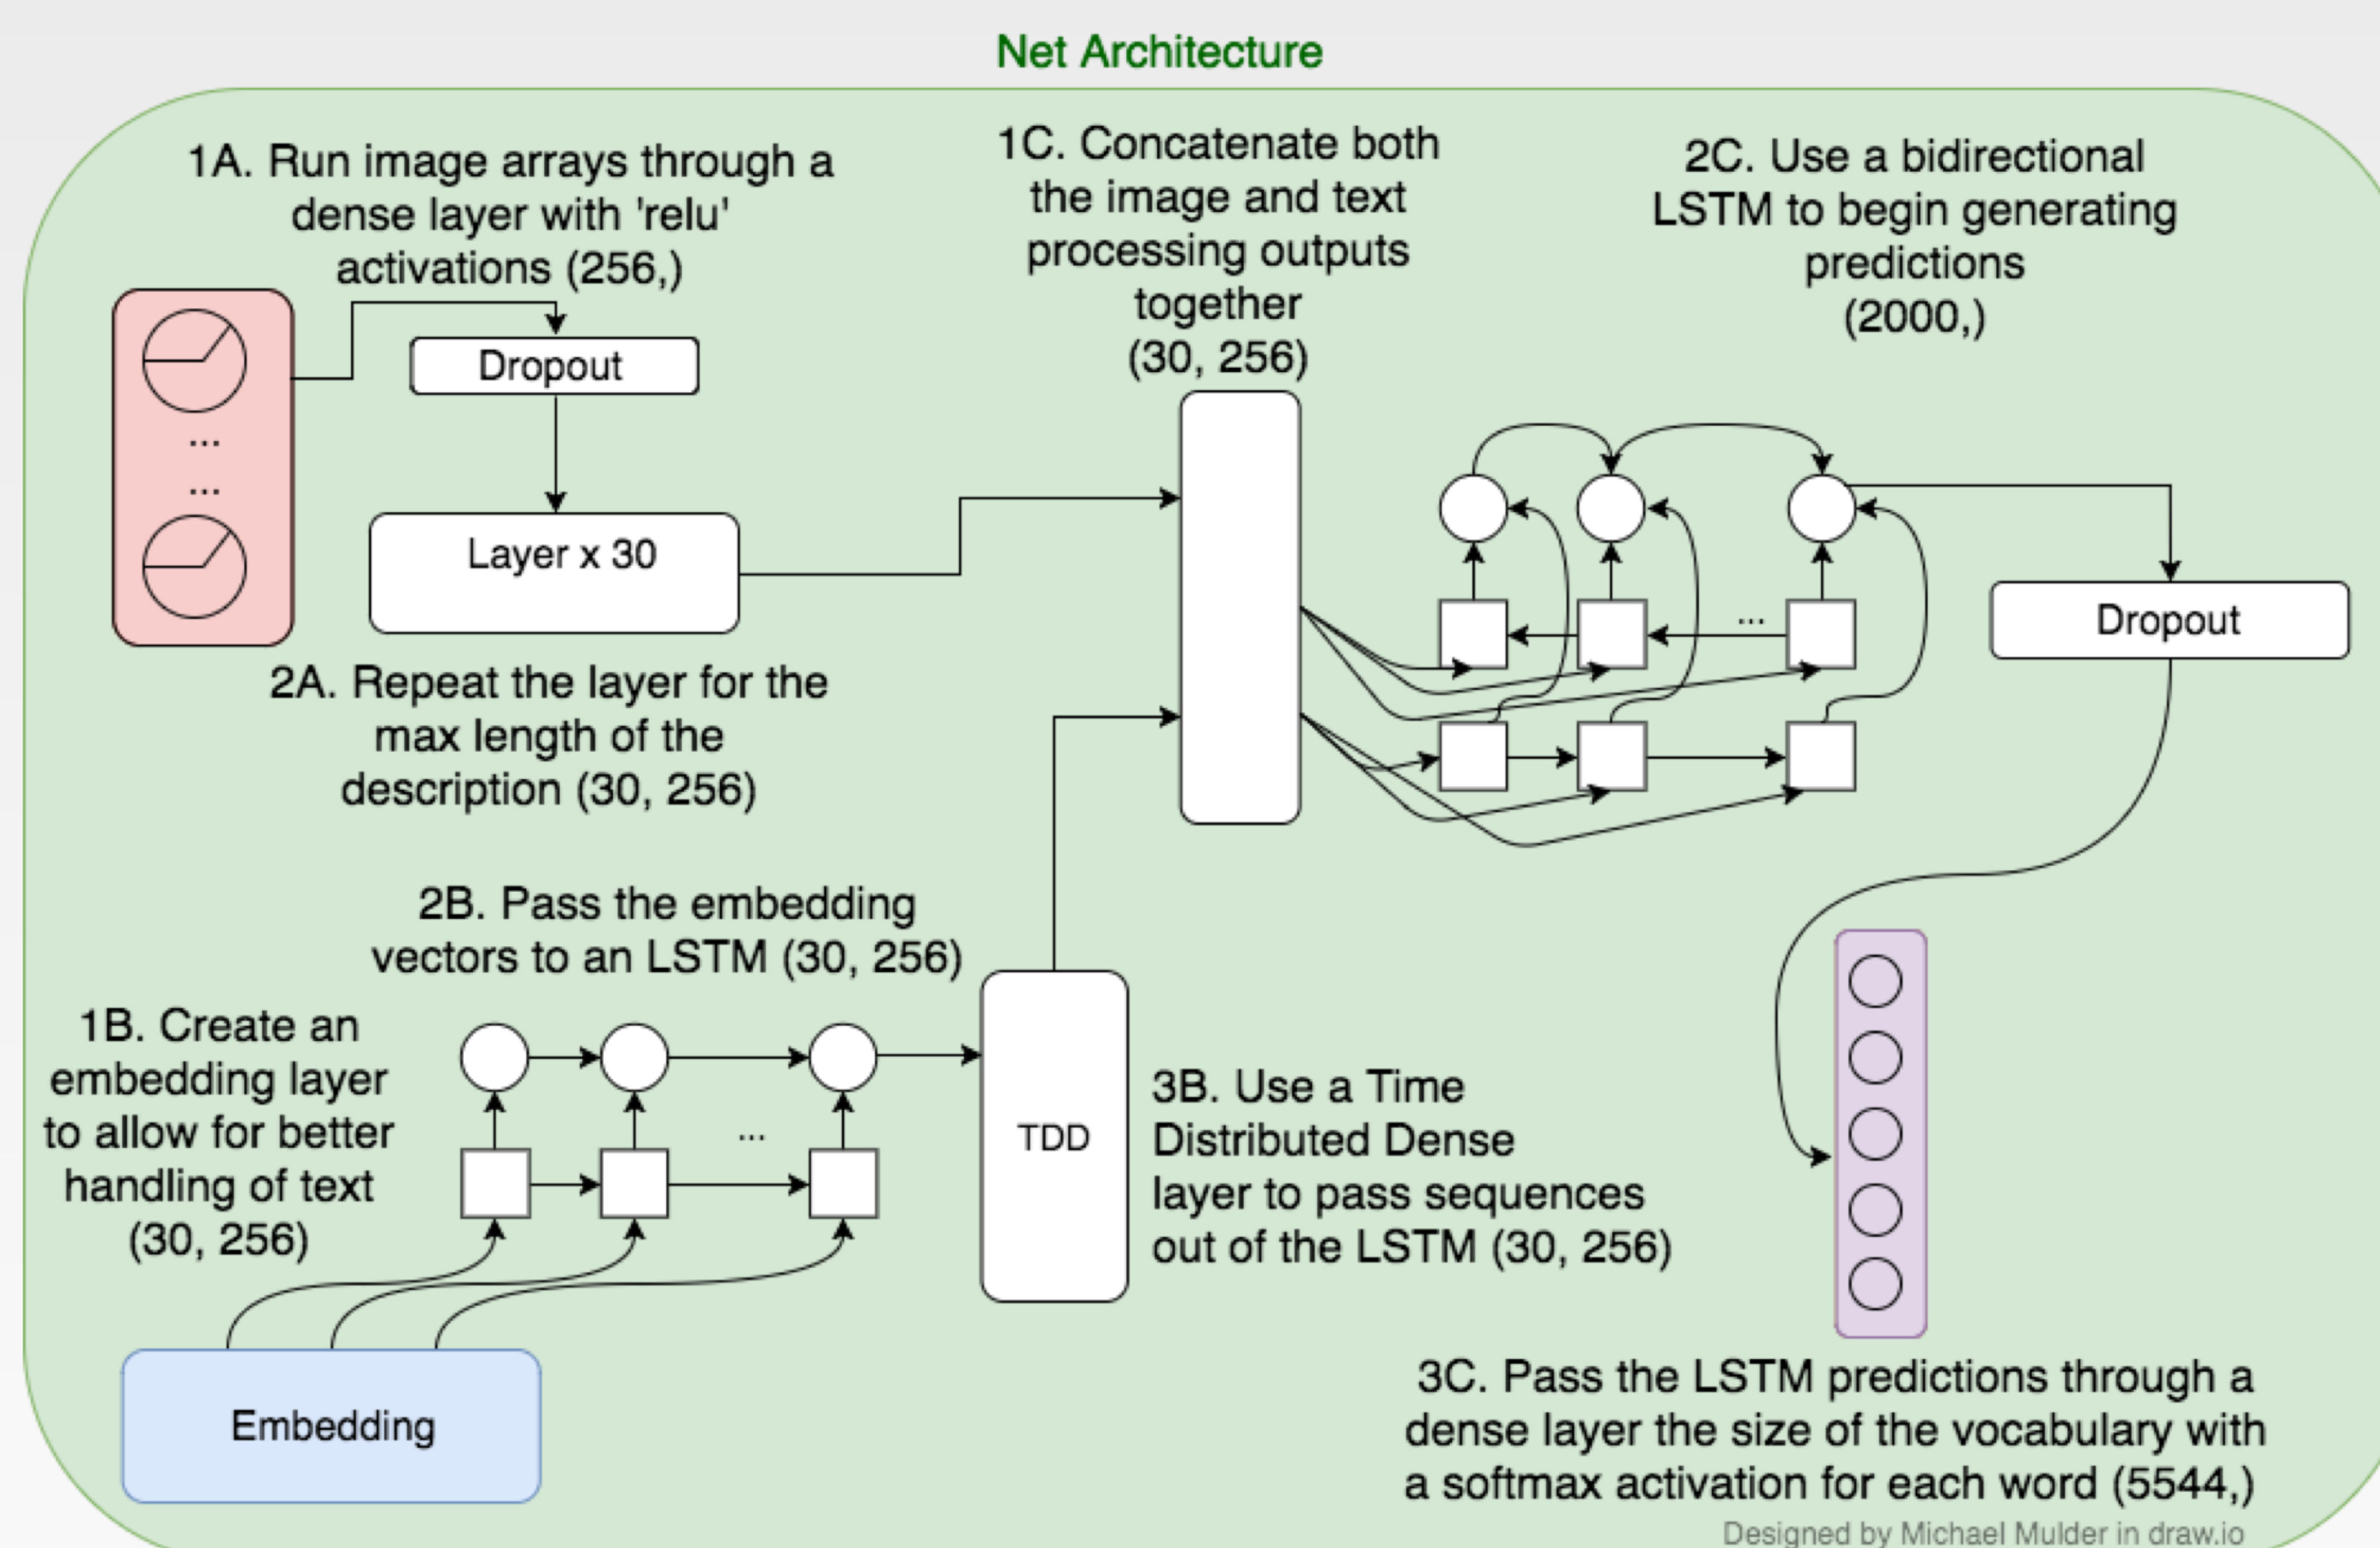 Net Architecture
1A. Run image arrays through a
dense layer with 'relu'
activations (256,)
Dropout
...
...
Layer x 30
2A. Repeat the layer for the
max length of the
description (30, 256)
1C. Concatenate both
the image and text
processing outputs
together
(30, 256)
2C. Use a bidirectional
LSTM to begin generating
predictions
(2000,)
...
Dropout
2B. Pass the embedding
vectors to an LSTM (30, 256)
1B. Create an
embedding layer
to allow for better
handling of text
(30, 256)
...
TDD
3B. Use a Time
Distributed Dense
layer to pass sequences
out of the LSTM (30, 256)
Embedding
3C. Pass the LSTM predictions through a
dense layer the size of the vocabulary with
a softmax activation for each word (5544,)
Designed by Michael Mulder in draw.io